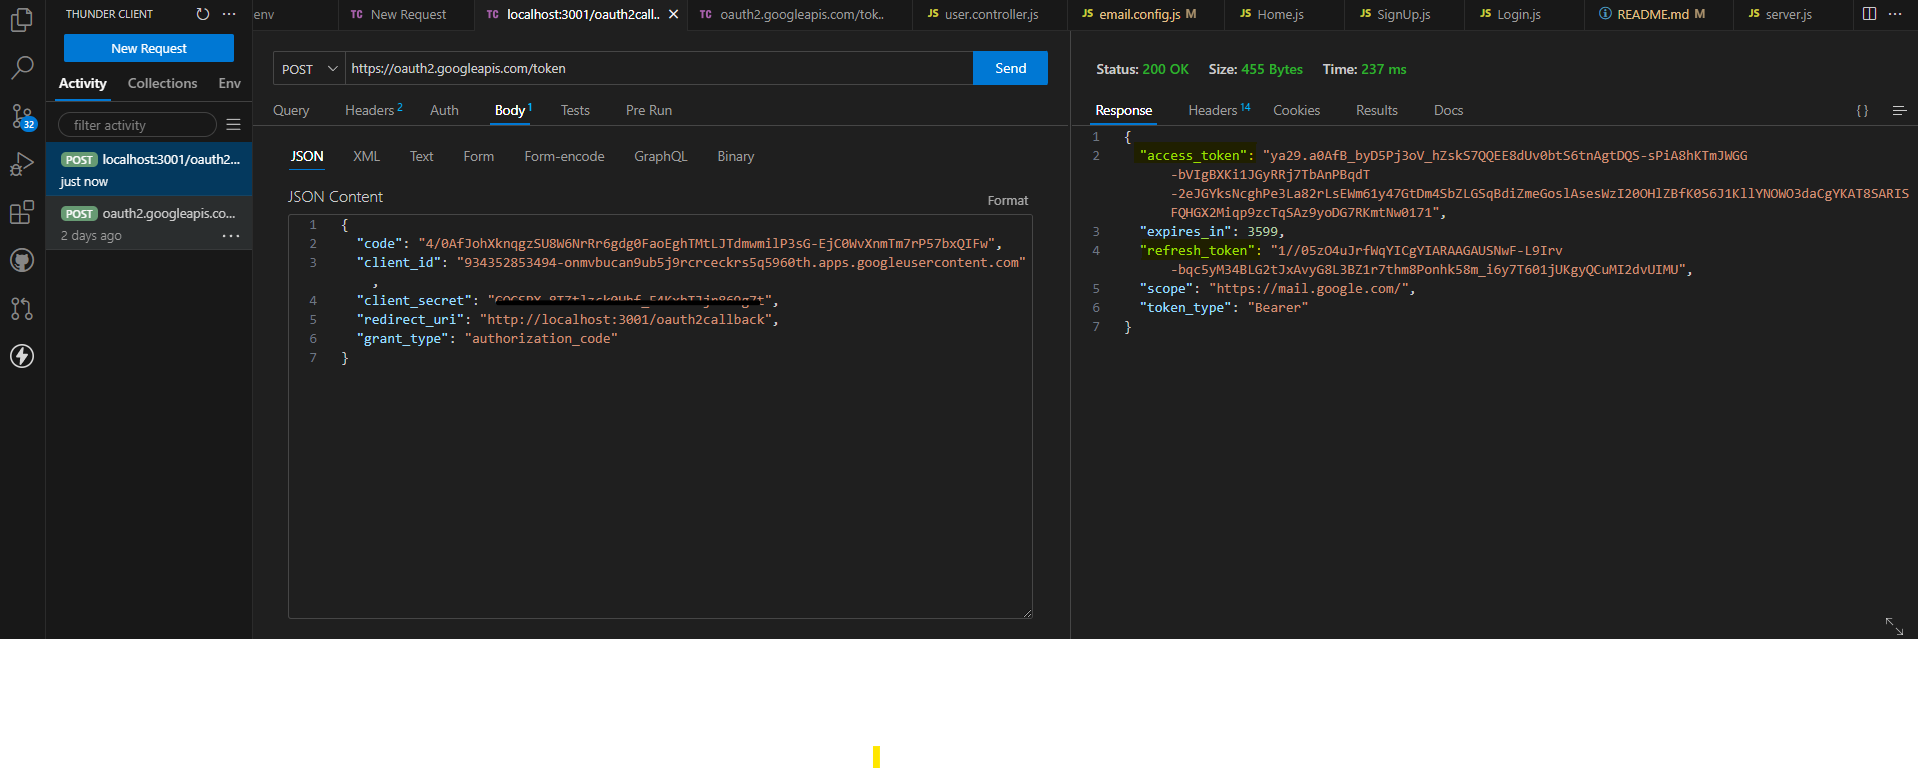 THUNDER CLIENT
New Request
Activity Collections Env
filter activity
POST localhost:3001/oauth2...
just now
POST oauth2.googleapis.co...
2 days ago
32
env
TC New Request
TC localhost:3001/oauth2call..
TC oauth2.googleapis.com/tok..
JS user.controller.js
JS email.config.js M
JS Home.js
JS SignUp.js
JS Login.js
README.md M
JS server.js
POST https://oauth2.googleapis.com/token Send
Query Headers 2 Auth Body 1 Tests Pre Run
JSON XML Text Form Form-encode GraphQL Binary
JSON Content
Format
1 {
2 "code": "4/0AfJohXknqgzSU8W6NrRr6gdg0FaoEghTMtLJTdmwmilP3sG-EjC0WvXnmTm7rP57bxQIFw",
3 "client_id": "934352853494-onmvbucan9ub5j9rcrceckrs5q5960th.apps.googleusercontent.com"
,
4 "client_secret": "",
5 "redirect_uri": "http://localhost:3001/oauth2callback",
6 "grant_type": "authorization_code"
7 }
Status: 200 OK Size: 455 Bytes Time: 237 ms
Response Headers 14 Cookies Results Docs
{ }
1 {
2 "access_token": "ya29.a0AfB_byD5Pj3oV_hZskS7QQEE8dUv0btS6tnAgtDQS-sPiA8hKTmJWGG
-bVIgBXKi1JGyRRj7TbAnPBqdT
-2eJGYksNcghPe3La82rLsEWm61y47GtDm4SbZLGSqBdiZmeGoslAsesWzI20OHlZBfK0S6J1KllYNOWO3daCgYKAT8SARIS
FQHGX2Miqp9zcTqSAz9yoDG7RKmtNw0171",
3 "expires_in": 3599,
4 "refresh_token": "1//05zO4uJrfWqYICgYIARAAGAUSNwF-L9Irv
-bqc5yM34BLG2tJxAvyG8L3BZ1r7thm8Ponhk58m_i6y7T601jUKgyQCuMI2dvUIMU",
5 "scope": "https://mail.google.com/",
6 "token_type": "Bearer"
7 }